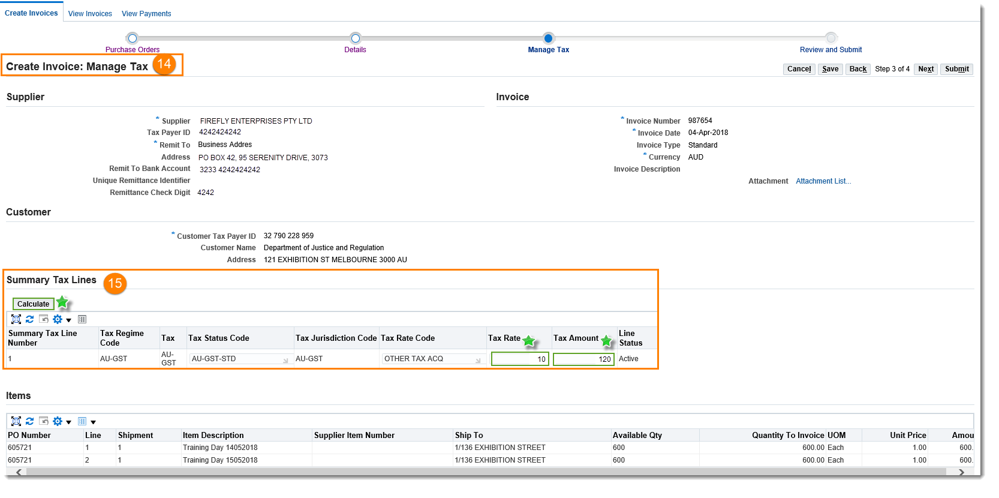 Create Invoices View Invoices View Payments
Purchase Orders Details Manage Tax Review and Submit
Create Invoice: Manage Tax 14
Cancel Save Back Step 3 of 4 Next Submit
Supplier
* Supplier FIREFLY ENTERPRISES PTY LTD
Tax Payer ID 4242424242
* Remit To Business Addres
Address PO BOX 42, 95 SERENITY DRIVE, 3073
Remit To Bank Account 3233 4242424242
Unique Remittance Identifier
Remittance Check Digit 4242
Invoice
* Invoice Number 987654
* Invoice Date 04-Apr-2018
Invoice Type Standard
* Currency AUD
Invoice Description
Attachment Attachment List...
Customer
* Customer Tax Payer ID 32 790 228 959
Customer Name Department of Justice and Regulation
Address 121 EXHIBITION ST MELBOURNE 3000 AU
Summary Tax Lines 15
Calculate
Summary Tax Line Number Tax Regime Code Tax Tax Status Code Tax Jurisdiction Code Tax Rate Code Tax Rate Tax Amount Line Status
1 AU-GST AU-GST AU-GST-STD AU-GST OTHER TAX ACQ 10 120 Active
Items
PO Number Line Shipment Item Description Supplier Item Number Ship To Available Qty Quantity To Invoice UOM Unit Price Amou
605721 1 1 Training Day 14052018 1/136 EXHIBITION STREET 600 600.00 Each 1.00 600.
605721 2 1 Training Day 15052018 1/136 EXHIBITION STREET 600 600.00 Each 1.00 600.